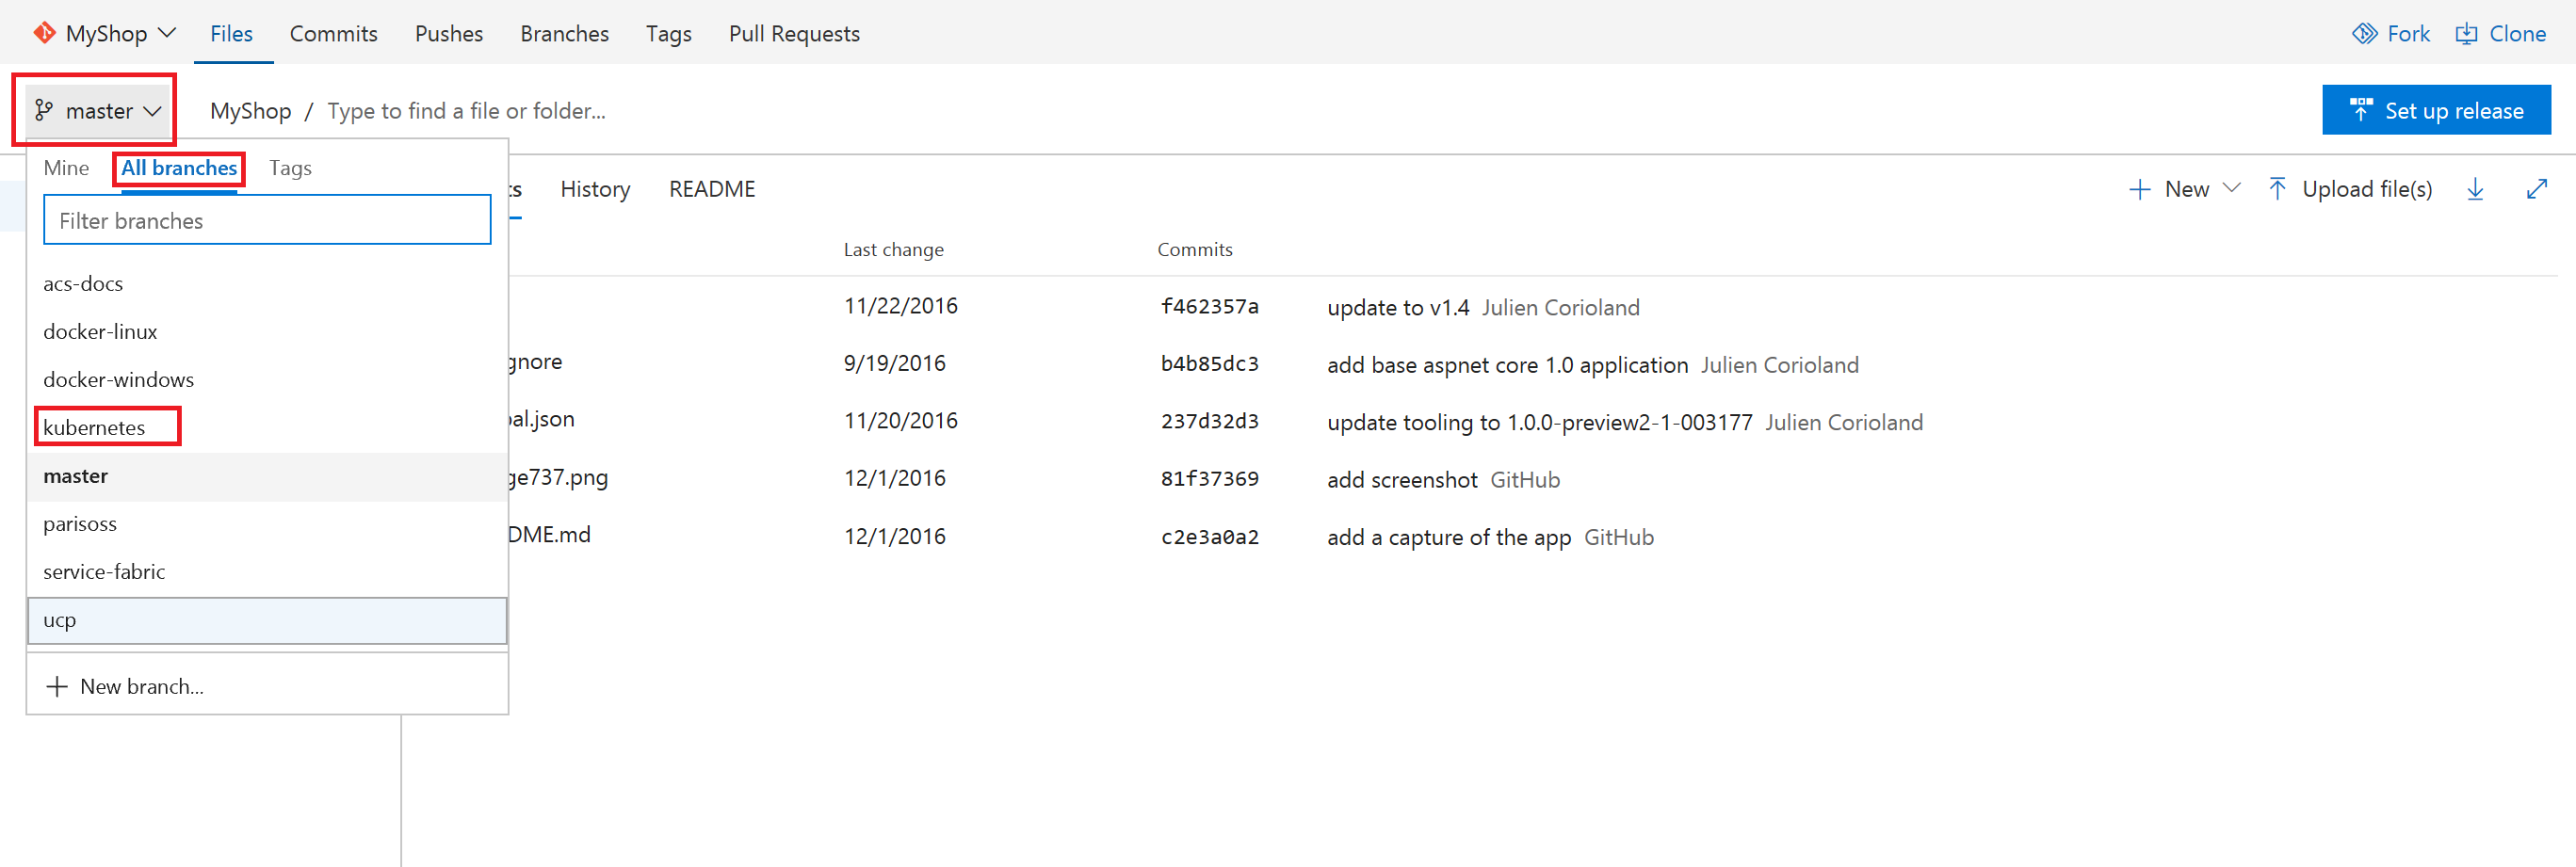 MyShop Files Commits Pushes Branches Tags Pull Requests Fork Clone
master MyShop / Type to find a file or folder... Set up release
Mine All branches Tags
Filter branches
acs-docs
docker-linux
docker-windows
kubernetes
master
parisoss
service-fabric
ucp
New branch...
ts History README New Upload file(s)
Last change Commits
11/22/2016 f462357a update to v1.4 Julien Corioland
gnore 9/19/2016 b4b85dc3 add base aspnet core 1.0 application Julien Corioland
bal.json 11/20/2016 237d32d3 update tooling to 1.0.0-preview2-1-003177 Julien Corioland
ge737.png 12/1/2016 81f37369 add screenshot GitHub
DME.md 12/1/2016 c2e3a0a2 add a capture of the app GitHub